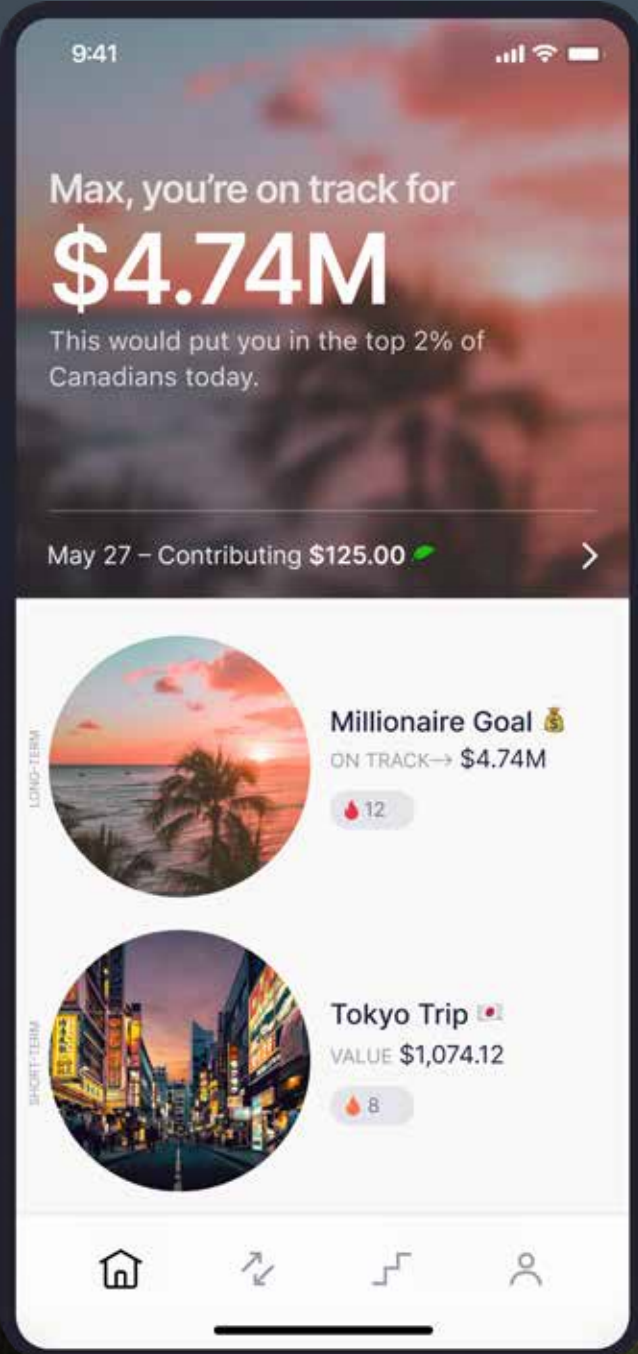 9:41
Max, you're on track for
$4.74M
This would put you in the top 2% of
Canadians today.
May 27 – Contributing $125.00
LONG-TERM
Millionaire Goal 💰
ON TRACK→ $4.74M
12
SHORT-TERM
Tokyo Trip 🇯🇵
VALUE $1,074.12
8